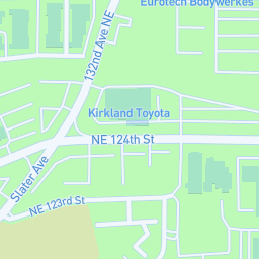 Eurotech Bodywerkes
132nd Ave NE
Kirkland Toyota
NE 124th St
Slater Ave
NE 123rd St